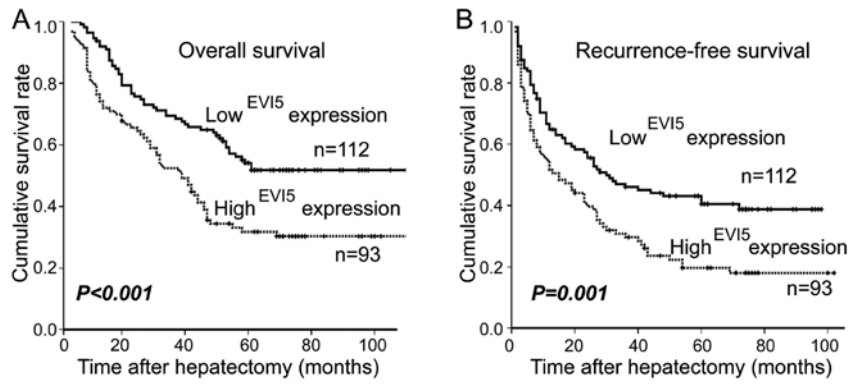 A
Overall survival
Cumulative survival rate
1.0
0.8
0.6
0.4
0.2
0.0
Low EVI5 expression
n=112
High EVI5 expression
n=93
P<0.001
0 20 40 60 80 100
Time after hepatectomy (months)
B
Recurrence-free survival
Cumulative survival rate
1.0
0.8
0.6
0.4
0.2
0.0
Low EVI5 expression
n=112
High EVI5 expression
n=93
P=0.001
0 20 40 60 80 100
Time after hepatectomy (months)